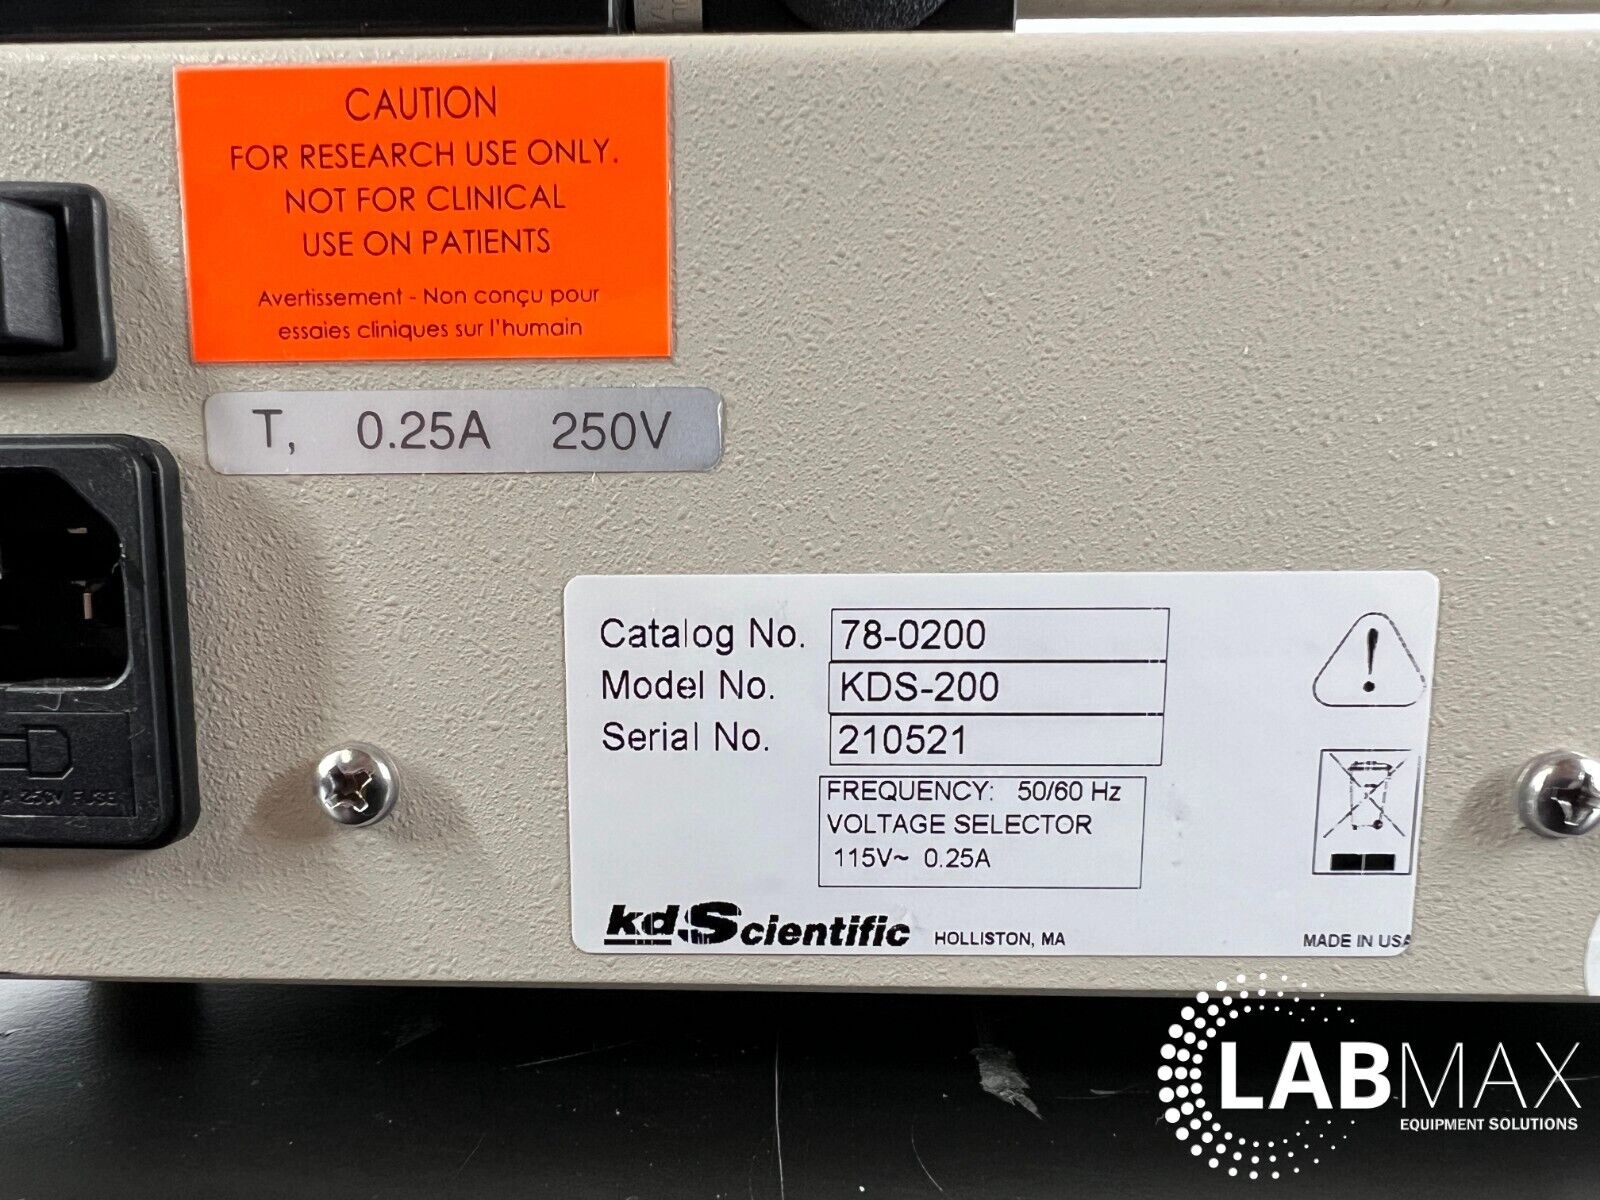 CAUTION
FOR RESEARCH USE ONLY.
NOT FOR CLINICAL
USE ON PATIENTS
Avertissement - Non conçu pour
essaies cliniques sur l'humain
T, 0.25A 250V
A 250V FUSE
Catalog No. 78-0200
Model No. KDS-200
Serial No. 210521
FREQUENCY: 50/60 Hz
VOLTAGE SELECTOR
115V~ 0.25A
kdScientific HOLLISTON, MA
MADE IN USA
LABMAX
EQUIPMENT SOLUTIONS